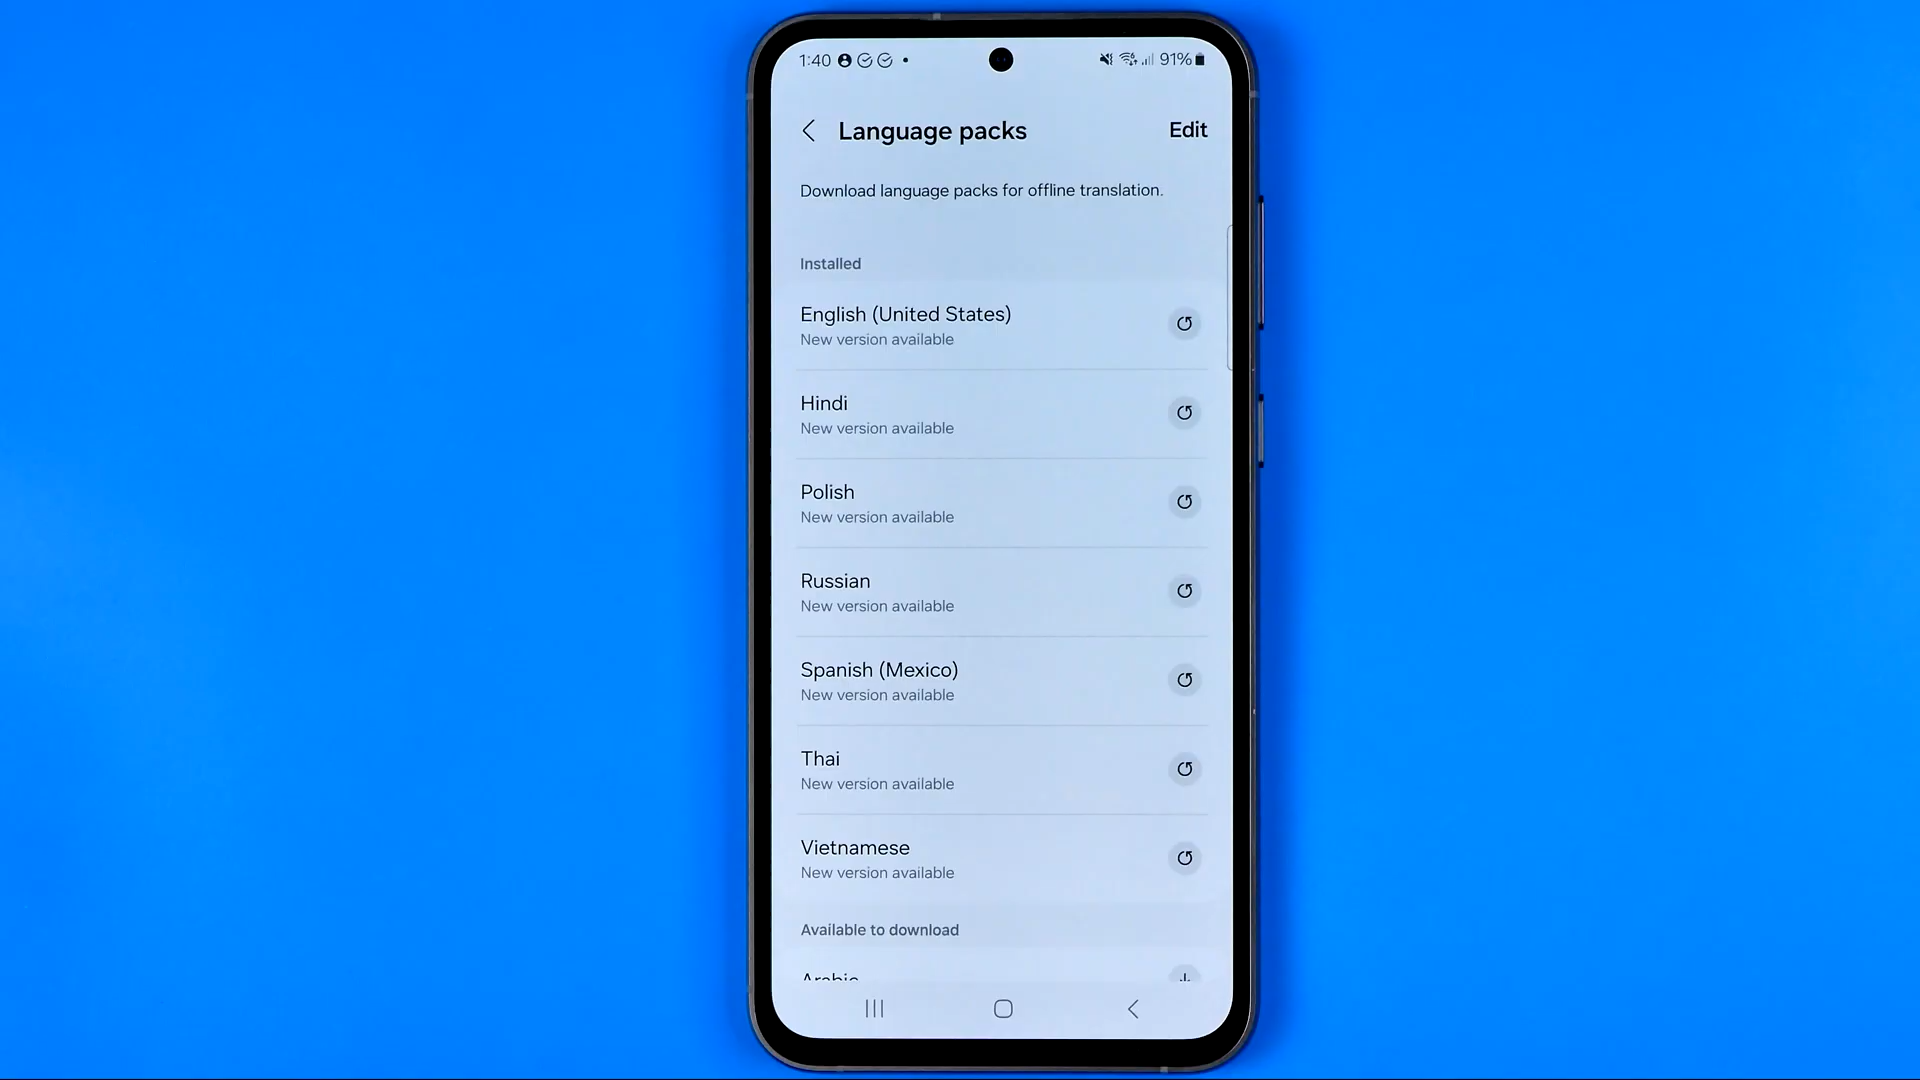 1:40
91%
Language packs
Edit
Download language packs for offline translation.
Installed
English (United States)
New version available
Hindi
New version available
Polish
New version available
Russian
New version available
Spanish (Mexico)
New version available
Thai
New version available
Vietnamese
New version available
Available to download
Arabic